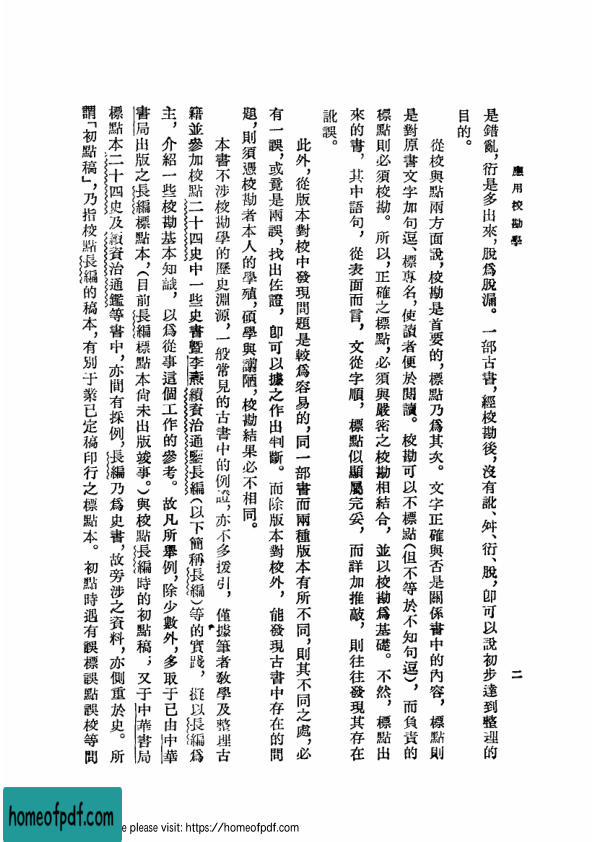 應用校勘學
二
是錯亂，衍是多出來，脫爲脫漏。一部古書，經校勘後，沒有訛、舛、衍、脫，卽可以說初步達到整理的
目的。
從校與點兩方面說，校勘是首要的，標點乃爲其次。文字正確與否是關係書中的內容，標點則
是對原書文字加句逗、標專名，使讀者便於閱讀。校勘可以不標點（但不等於不知句逗），而負責的
標點則必須校勘。所以，正確之標點，必須與嚴密之校勘相結合，並以校勘爲基礎。不然，標點出
來的書，其中語句，從表面而言，文從字順，標點似顯屬完妥，而詳加推敲，則往往發現其存在
訛誤。
此外，從版本對校中發現問題是較爲容易的，同一部書而兩種版本有所不同，則其不同之處，必
有一誤，或竟是兩誤，找出佐證，卽可以據之作出判斷。而除版本對校外，能發現古書中存在的問
題，則須憑校勘者本人的學殖，碩學與譾陋，校勘結果必不相同。
本書不涉校勘學的歷史淵源，一般常見的古書中的例證，亦不多援引，僅據筆者敎學及整理古
籍並參加校點二十四史中一些史書暨李燾續資治通鑒長編（以下簡稱長編）等的實踐，擬以長編爲
主，介紹一些校勘基本知識，以爲從事這個工作的參考。故凡所舉例，除少數外，多取于已由中華
書局出版之長編標點本，（目前長編標點本尚未出版竣事。）與校點長編時的初點稿；又于中華書局
標點本二十四史及續資治通鑑等書中，亦間有採例，長編乃爲史書，故旁涉之資料，亦側重於史。所
謂「初點稿」，乃指校點長編的稿本，有別于業已定稿印行之標點本。初點時遇有誤標誤點誤校等間
homeofpdf.com
e please visit: https://homeofpdf.com